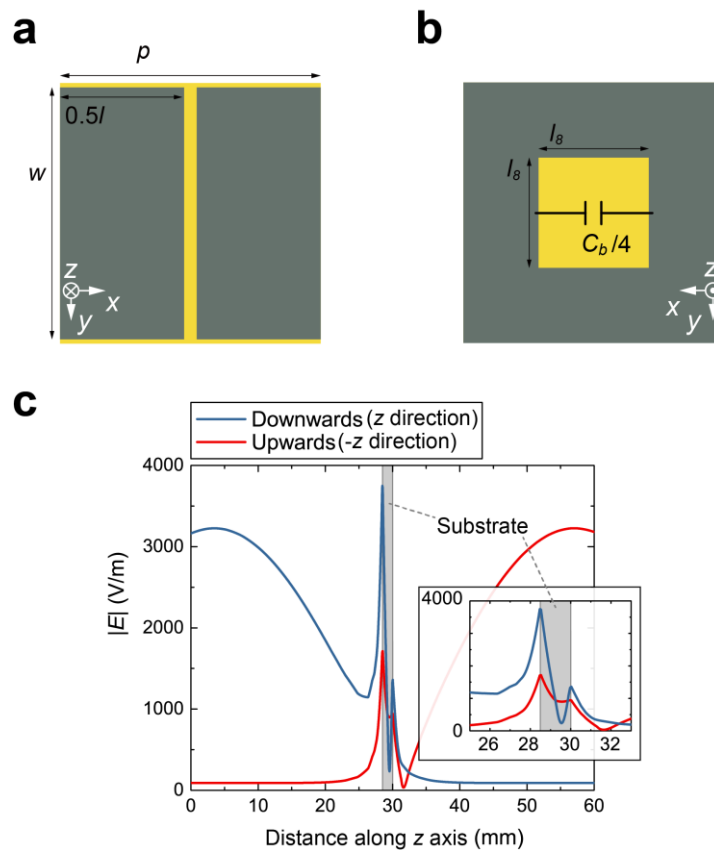 a
p
0.5l
w
z
x
y
b
l8
l8
Cb/4
z
x
y
c
Downwards (z direction)
Upwards (-z direction)
4000
3000
2000
1000
0
|E| (V/m)
Substrate
4000
0
26 28 30 32
0 10 20 30 40 50 60
Distance along z axis (mm)